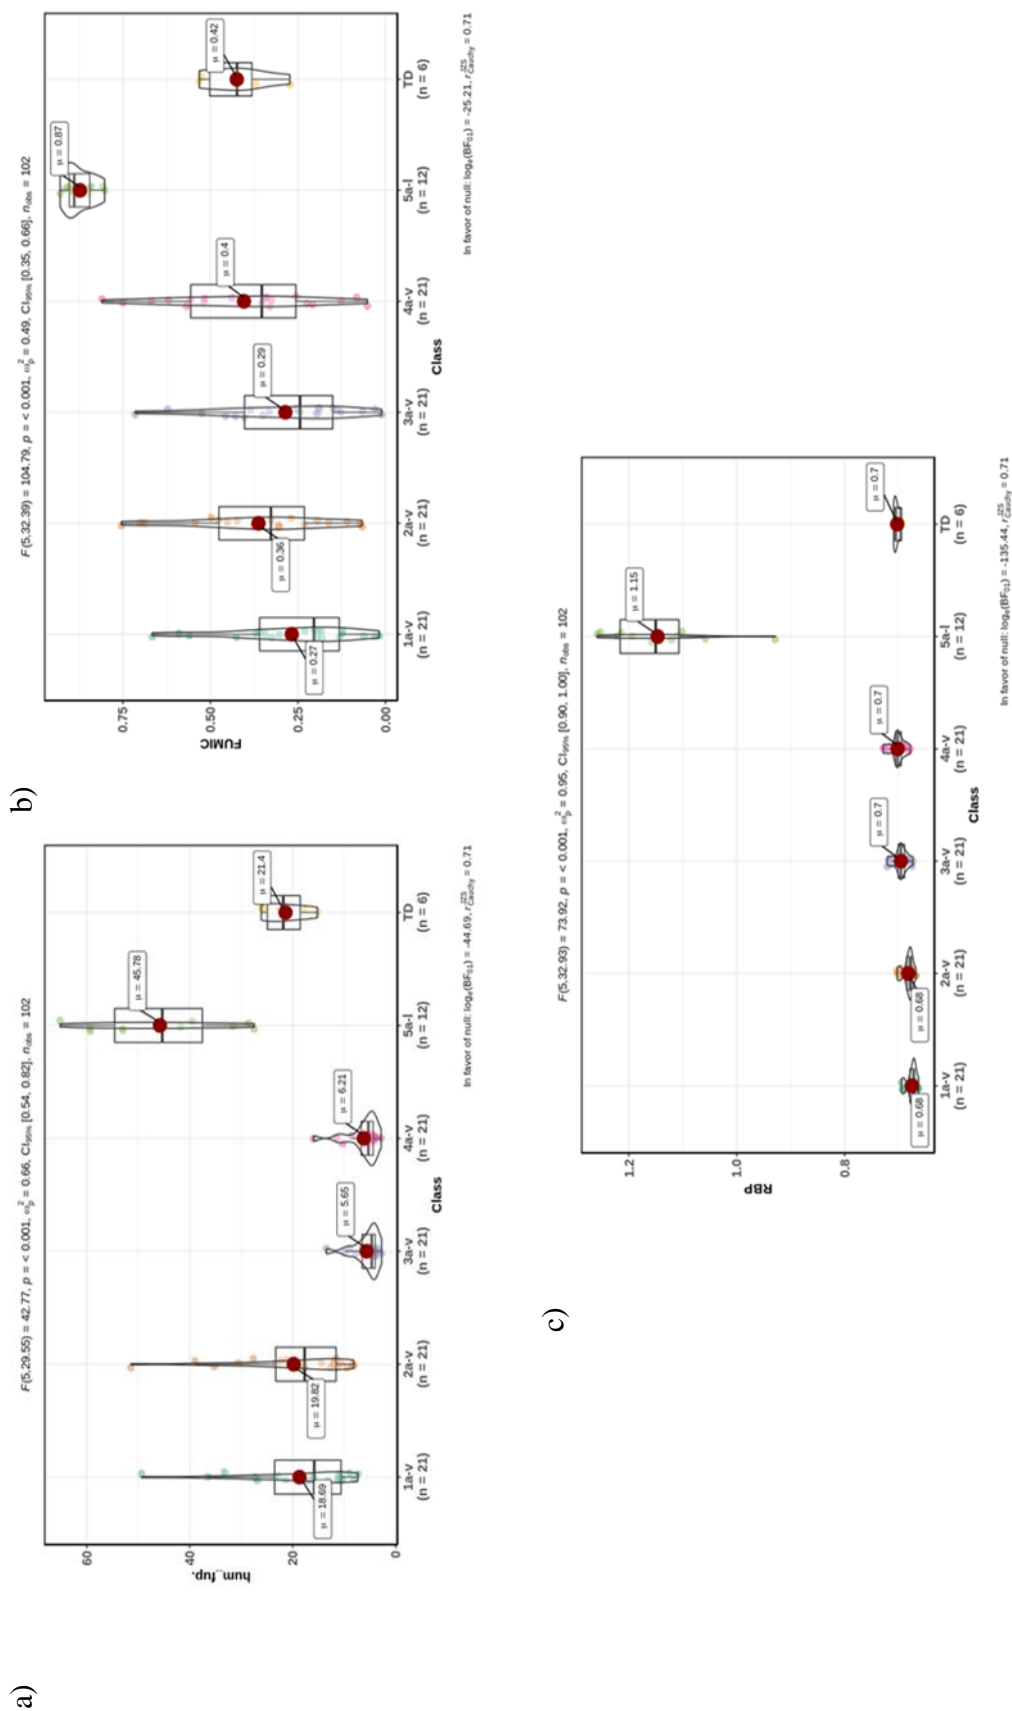 a)
F(5,29.55) = 42.77, p = < 0.001, ω²p = 0.66, CI95% [0.54, 0.82], nobs = 102
hum_fup.
60
40
20
0
μ = 18.69
μ = 19.82
μ = 5.65
μ = 6.21
μ = 45.78
μ = 21.4
1a-v
(n = 21)
2a-v
(n = 21)
3a-v
(n = 21)
4a-v
(n = 21)
5a-l
(n = 12)
TD
(n = 6)
Class
In favor of null: loge(BF01) = -44.69, rJZSCauchy = 0.71
b)
F(5,32.39) = 104.79, p = < 0.001, ω²p = 0.49, CI95% [0.35, 0.66], nobs = 102
FUMIC
0.75
0.50
0.25
0.00
μ = 0.27
μ = 0.36
μ = 0.29
μ = 0.4
μ = 0.87
μ = 0.42
1a-v
(n = 21)
2a-v
(n = 21)
3a-v
(n = 21)
4a-v
(n = 21)
5a-l
(n = 12)
TD
(n = 6)
Class
In favor of null: loge(BF01) = -25.21, rJZSCauchy = 0.71
c)
F(5,32.93) = 73.92, p = < 0.001, ω²p = 0.95, CI95% [0.90, 1.00], nobs = 102
RBP
1.2
1.0
0.8
μ = 0.68
μ = 0.68
μ = 0.7
μ = 0.7
μ = 1.15
μ = 0.7
1a-v
(n = 21)
2a-v
(n = 21)
3a-v
(n = 21)
4a-v
(n = 21)
5a-l
(n = 12)
TD
(n = 6)
Class
In favor of null: loge(BF01) = -135.44, rJZSCauchy = 0.71